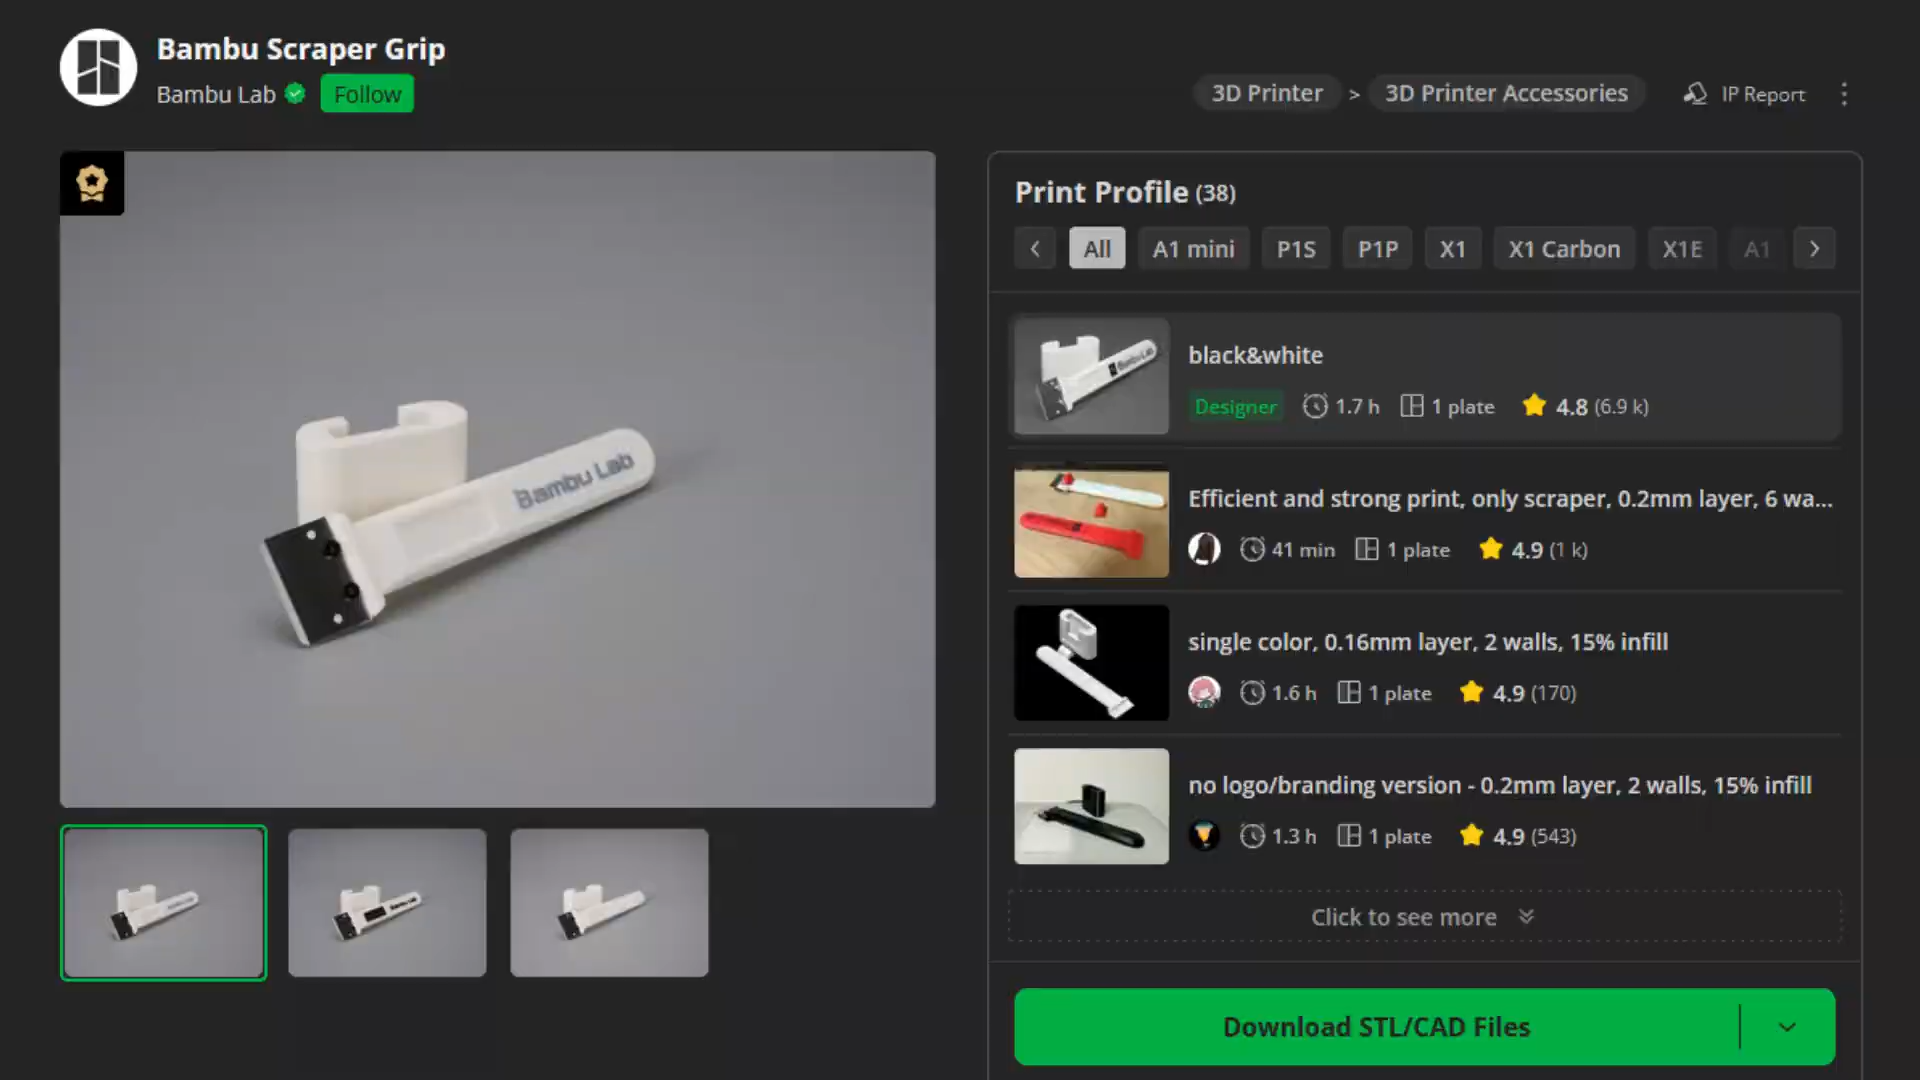 Bambu Scraper Grip
Bambu Lab
Follow
3D Printer > 3D Printer Accessories
IP Report
Bambu Lab
Print Profile (38)
All
A1 mini
P1S
P1P
X1
X1 Carbon
X1E
A1
black&white
Designer 1.7 h 1 plate 4.8 (6.9 k)
Efficient and strong print, only scraper, 0.2mm layer, 6 wa...
41 min 1 plate 4.9 (1 k)
single color, 0.16mm layer, 2 walls, 15% infill
1.6 h 1 plate 4.9 (170)
no logo/branding version - 0.2mm layer, 2 walls, 15% infill
1.3 h 1 plate 4.9 (543)
Click to see more
Download STL/CAD Files